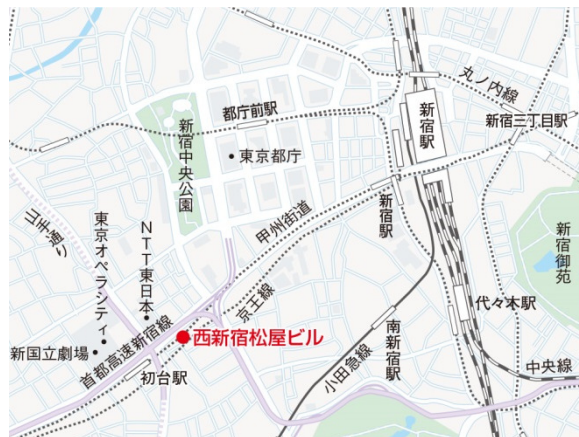 丸ノ内線
新宿駅
新宿三丁目駅
都庁前駅
新宿中央公園
東京都庁
山手通り
甲州街道
新宿駅
新宿御苑
東京オペラシティ
NTT東日本
京王線
代々木駅
西新宿松屋ビル
南新宿駅
首都高速新宿線
新国立劇場
小田急線
中央線
初台駅